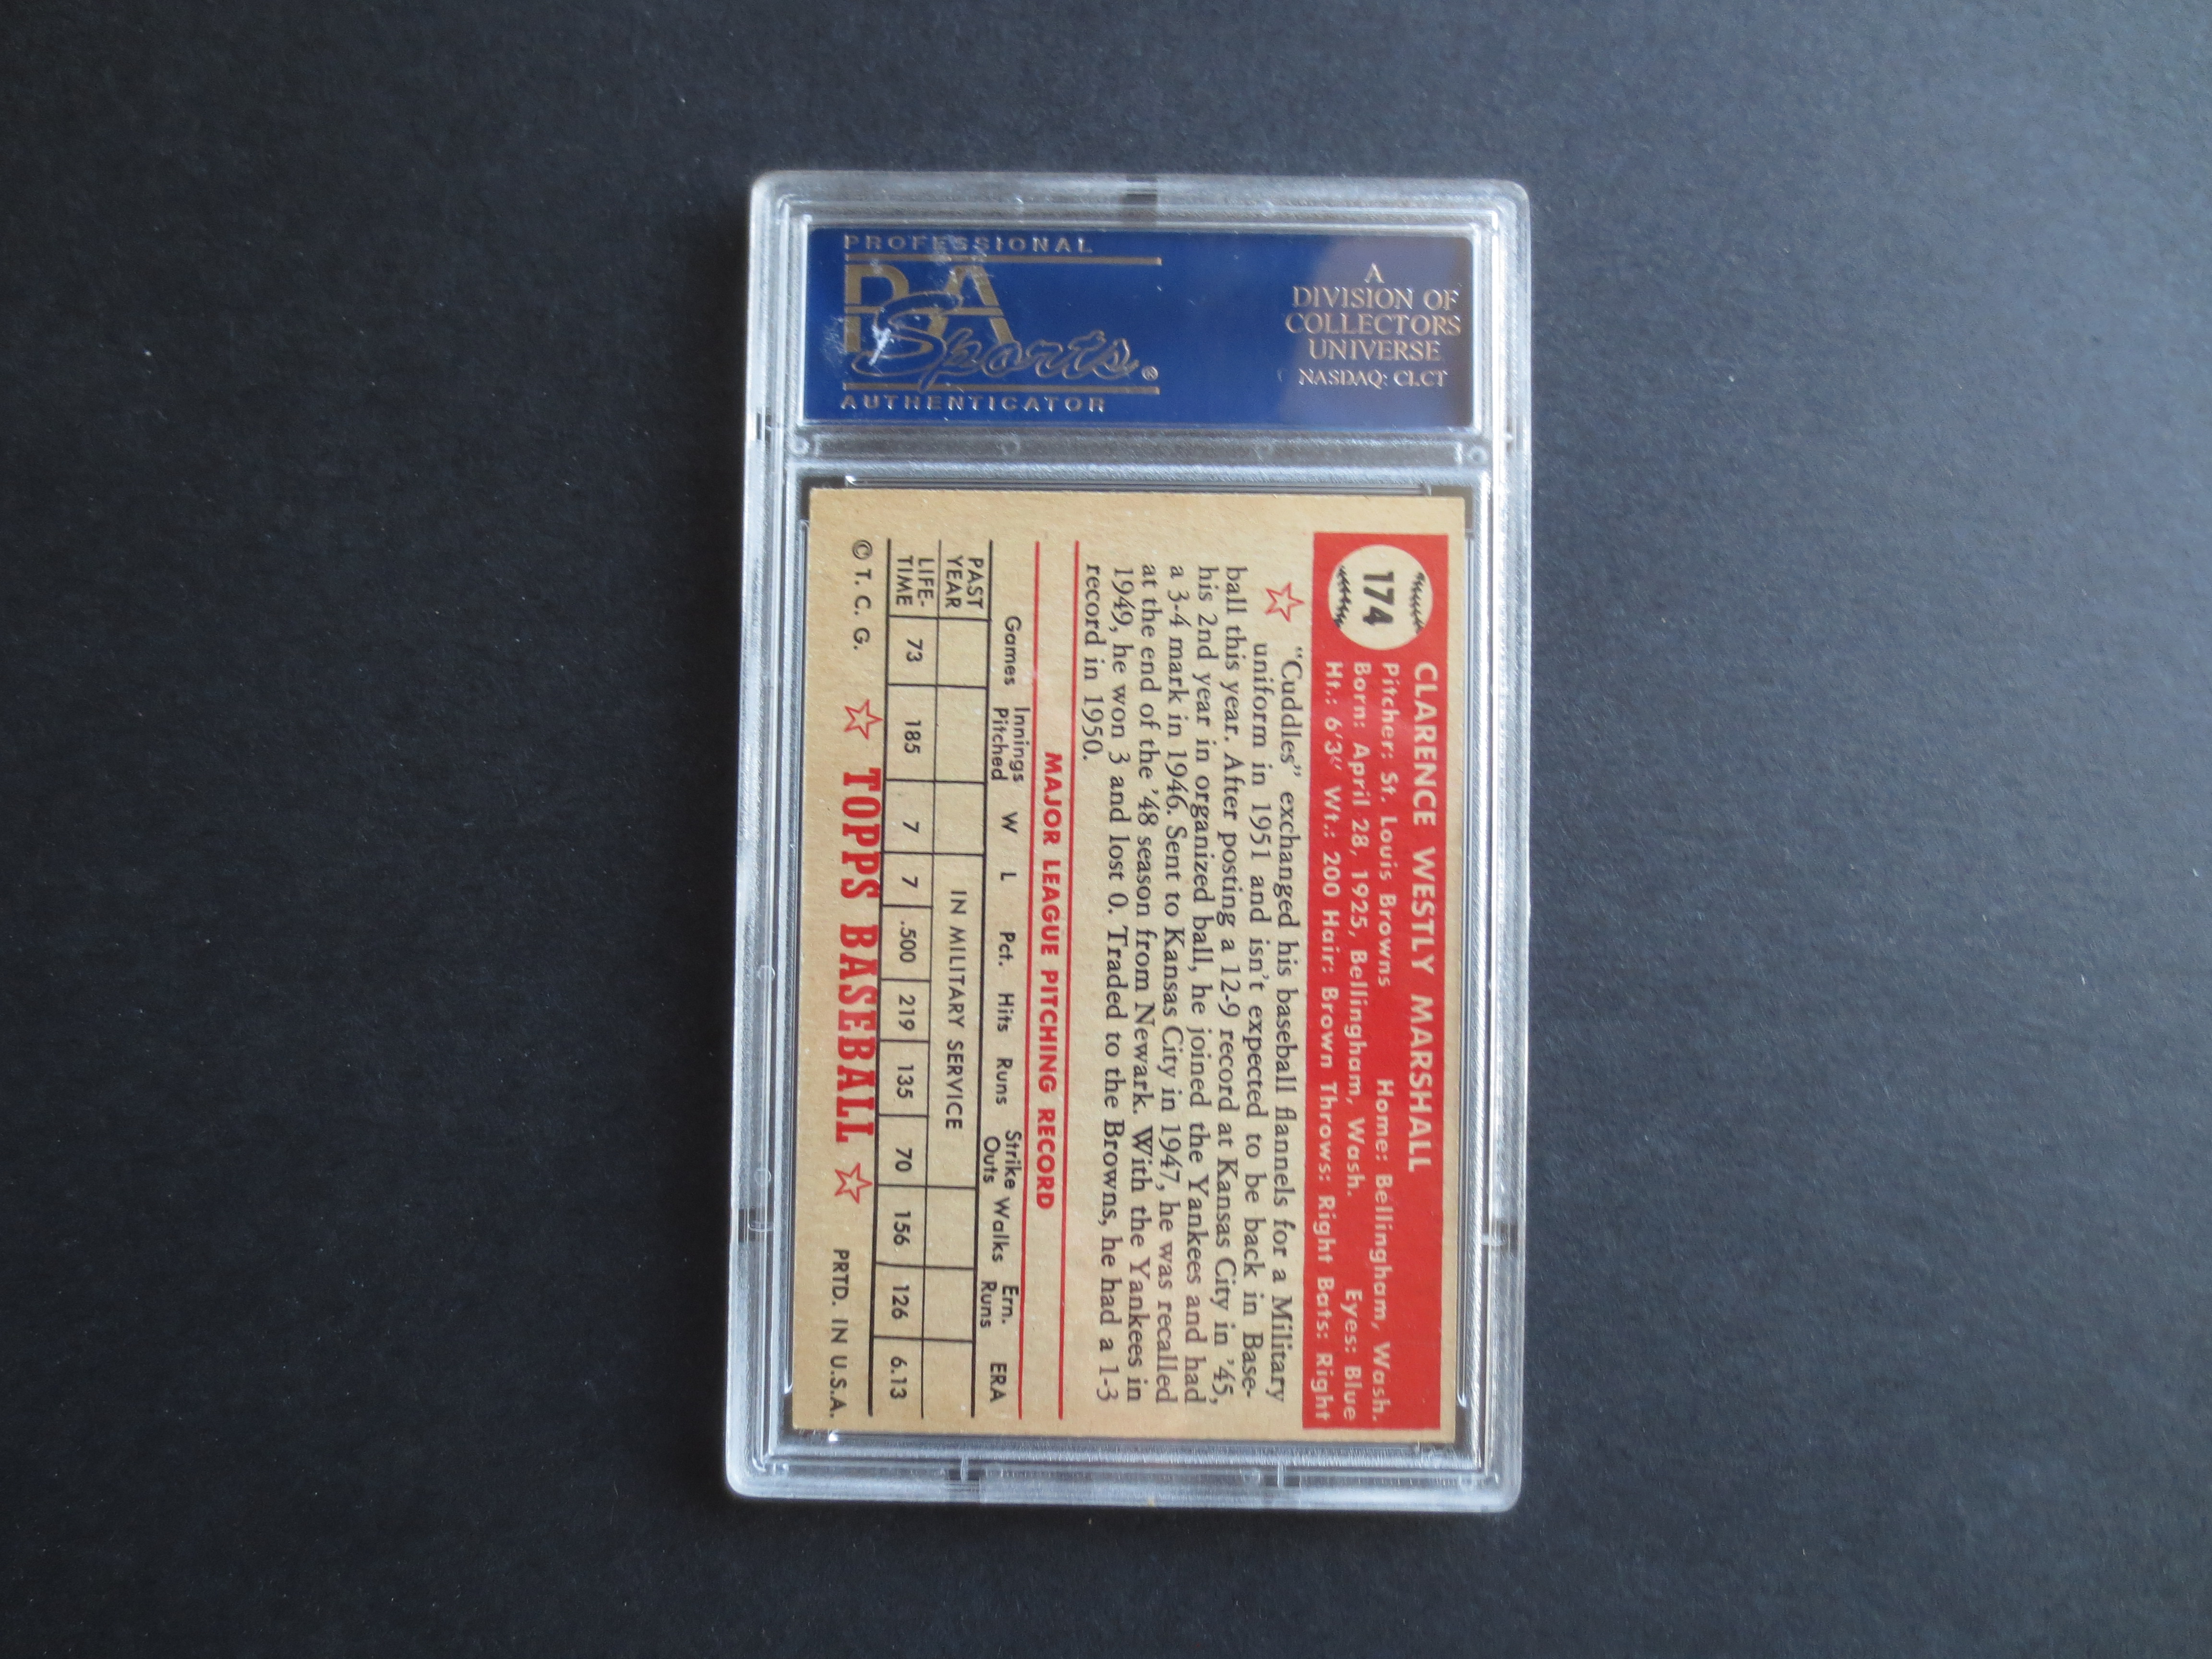 PROFESSIONAL
PSA
Sports®
AUTHENTICATOR
A
DIVISION OF
COLLECTORS
UNIVERSE
NASDAQ: CLCT
174
CLARENCE WESTLY MARSHALL
Pitcher: St. Louis Browns Home: Bellingham, Wash.
Born: April 28, 1925, Bellingham, Wash. Eyes: Blue
Ht.: 6'3" Wt.: 200 Hair: Brown Throws: Right Bats: Right
"Cuddles" exchanged his baseball flannels for a Military
uniform in 1951 and isn't expected to be back in Base-
ball this year. After posting a 12-9 record at Kansas City in '45,
his 2nd year in organized ball, he joined the Yankees and had
a 3-4 mark in 1946. Sent to Kansas City in 1947, he was recalled
at the end of the '48 season from Newark. With the Yankees in
1949, he won 3 and lost 0. Traded to the Browns, he had a 1-3
record in 1950.
MAJOR LEAGUE PITCHING RECORD
Games Innings Pitched W L Pct. Hits Runs Strike Outs Walks Ern. Runs ERA
PAST YEAR IN MILITARY SERVICE
LIFE-TIME 73 185 7 7 .500 219 135 70 156 126 6.13
© T. C. G. TOPPS BASEBALL PRTD. IN U.S.A.